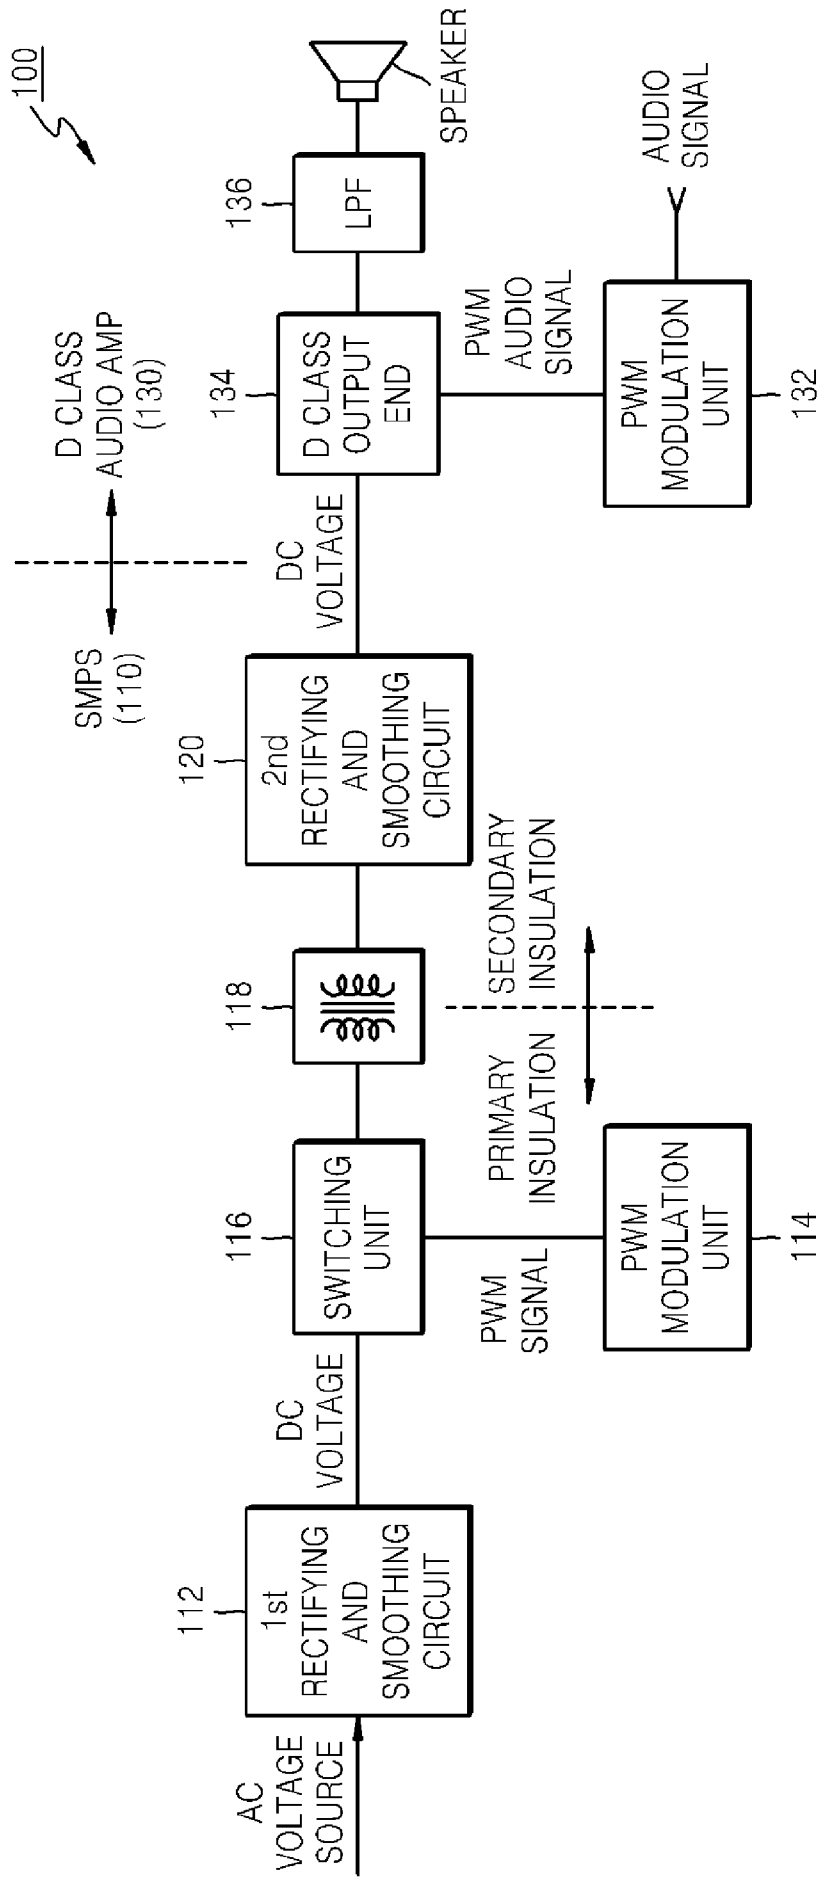 100
SMPS
(110)
D CLASS
AUDIO AMP
(130)
AC
VOLTAGE
SOURCE
112
1st
RECTIFYING
AND
SMOOTHING
CIRCUIT
DC
VOLTAGE
116
SWITCHING
UNIT
118
120
2nd
RECTIFYING
AND
SMOOTHING
CIRCUIT
DC
VOLTAGE
134
D CLASS
OUTPUT
END
136
LPF
SPEAKER
PWM
SIGNAL
PRIMARY
INSULATION
SECONDARY
INSULATION
PWM
AUDIO
SIGNAL
PWM
MODULATION
UNIT
114
PWM
MODULATION
UNIT
132
AUDIO
SIGNAL